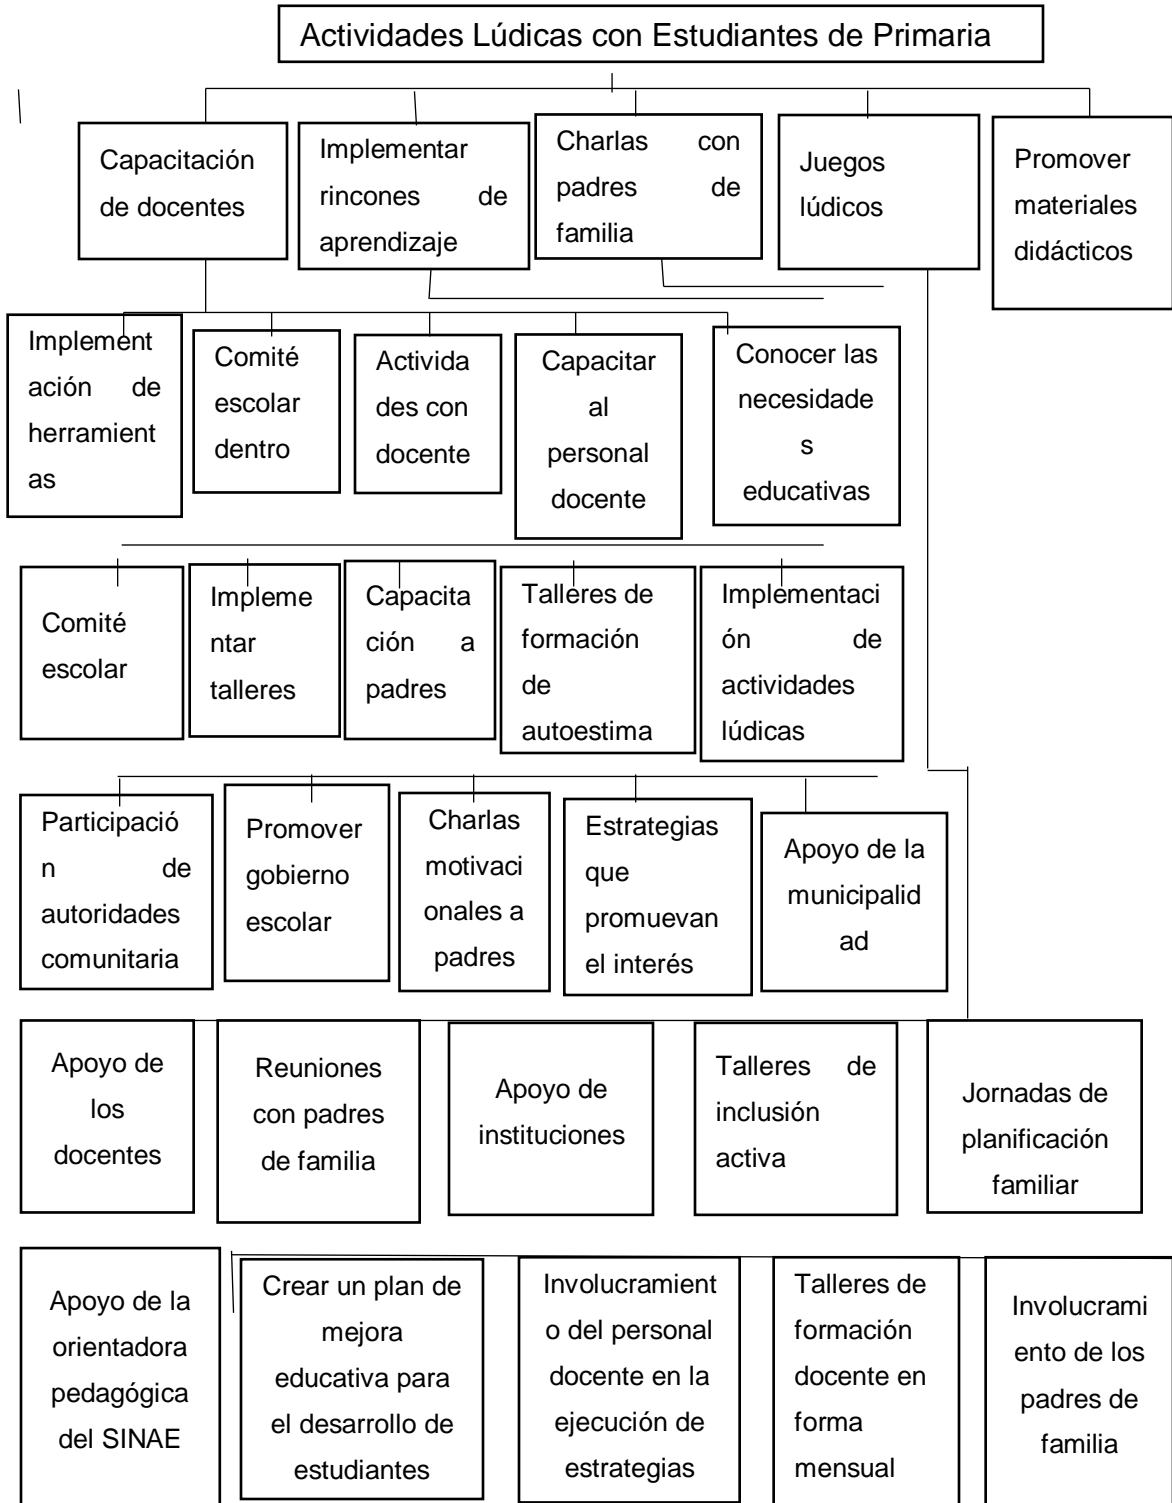 Actividades Lúdicas con Estudiantes de Primaria
Capacitación
de docentes
Implementar
rincones de
aprendizaje
Charlas con
padres de
familia
Juegos
lúdicos
Promover
materiales
didácticos
Implement
ación de
herramient
as
Comité
escolar
dentro
Activida
des con
docente
Capacitar
al
personal
docente
Conocer las
necesidade
s
educativas
Comité
escolar
Impleme
ntar
talleres
Capacita
ción a
padres
Talleres de
formación
de
autoestima
Implementaci
ón de
actividades
lúdicas
Participació
n de
autoridades
comunitaria
Promover
gobierno
escolar
Charlas
motivaci
onales a
padres
Estrategias
que
promuevan
el interés
Apoyo de la
municipalid
ad
Apoyo de
los
docentes
Reuniones
con padres
de familia
Apoyo de
instituciones
Talleres de
inclusión
activa
Jornadas de
planificación
familiar
Apoyo de la
orientadora
pedagógica
del SINAE
Crear un plan de
mejora
educativa para
el desarrollo de
estudiantes
Involucramient
o del personal
docente en la
ejecución de
estrategias
Talleres de
formación
docente en
forma
mensual
Involucrami
ento de los
padres de
familia